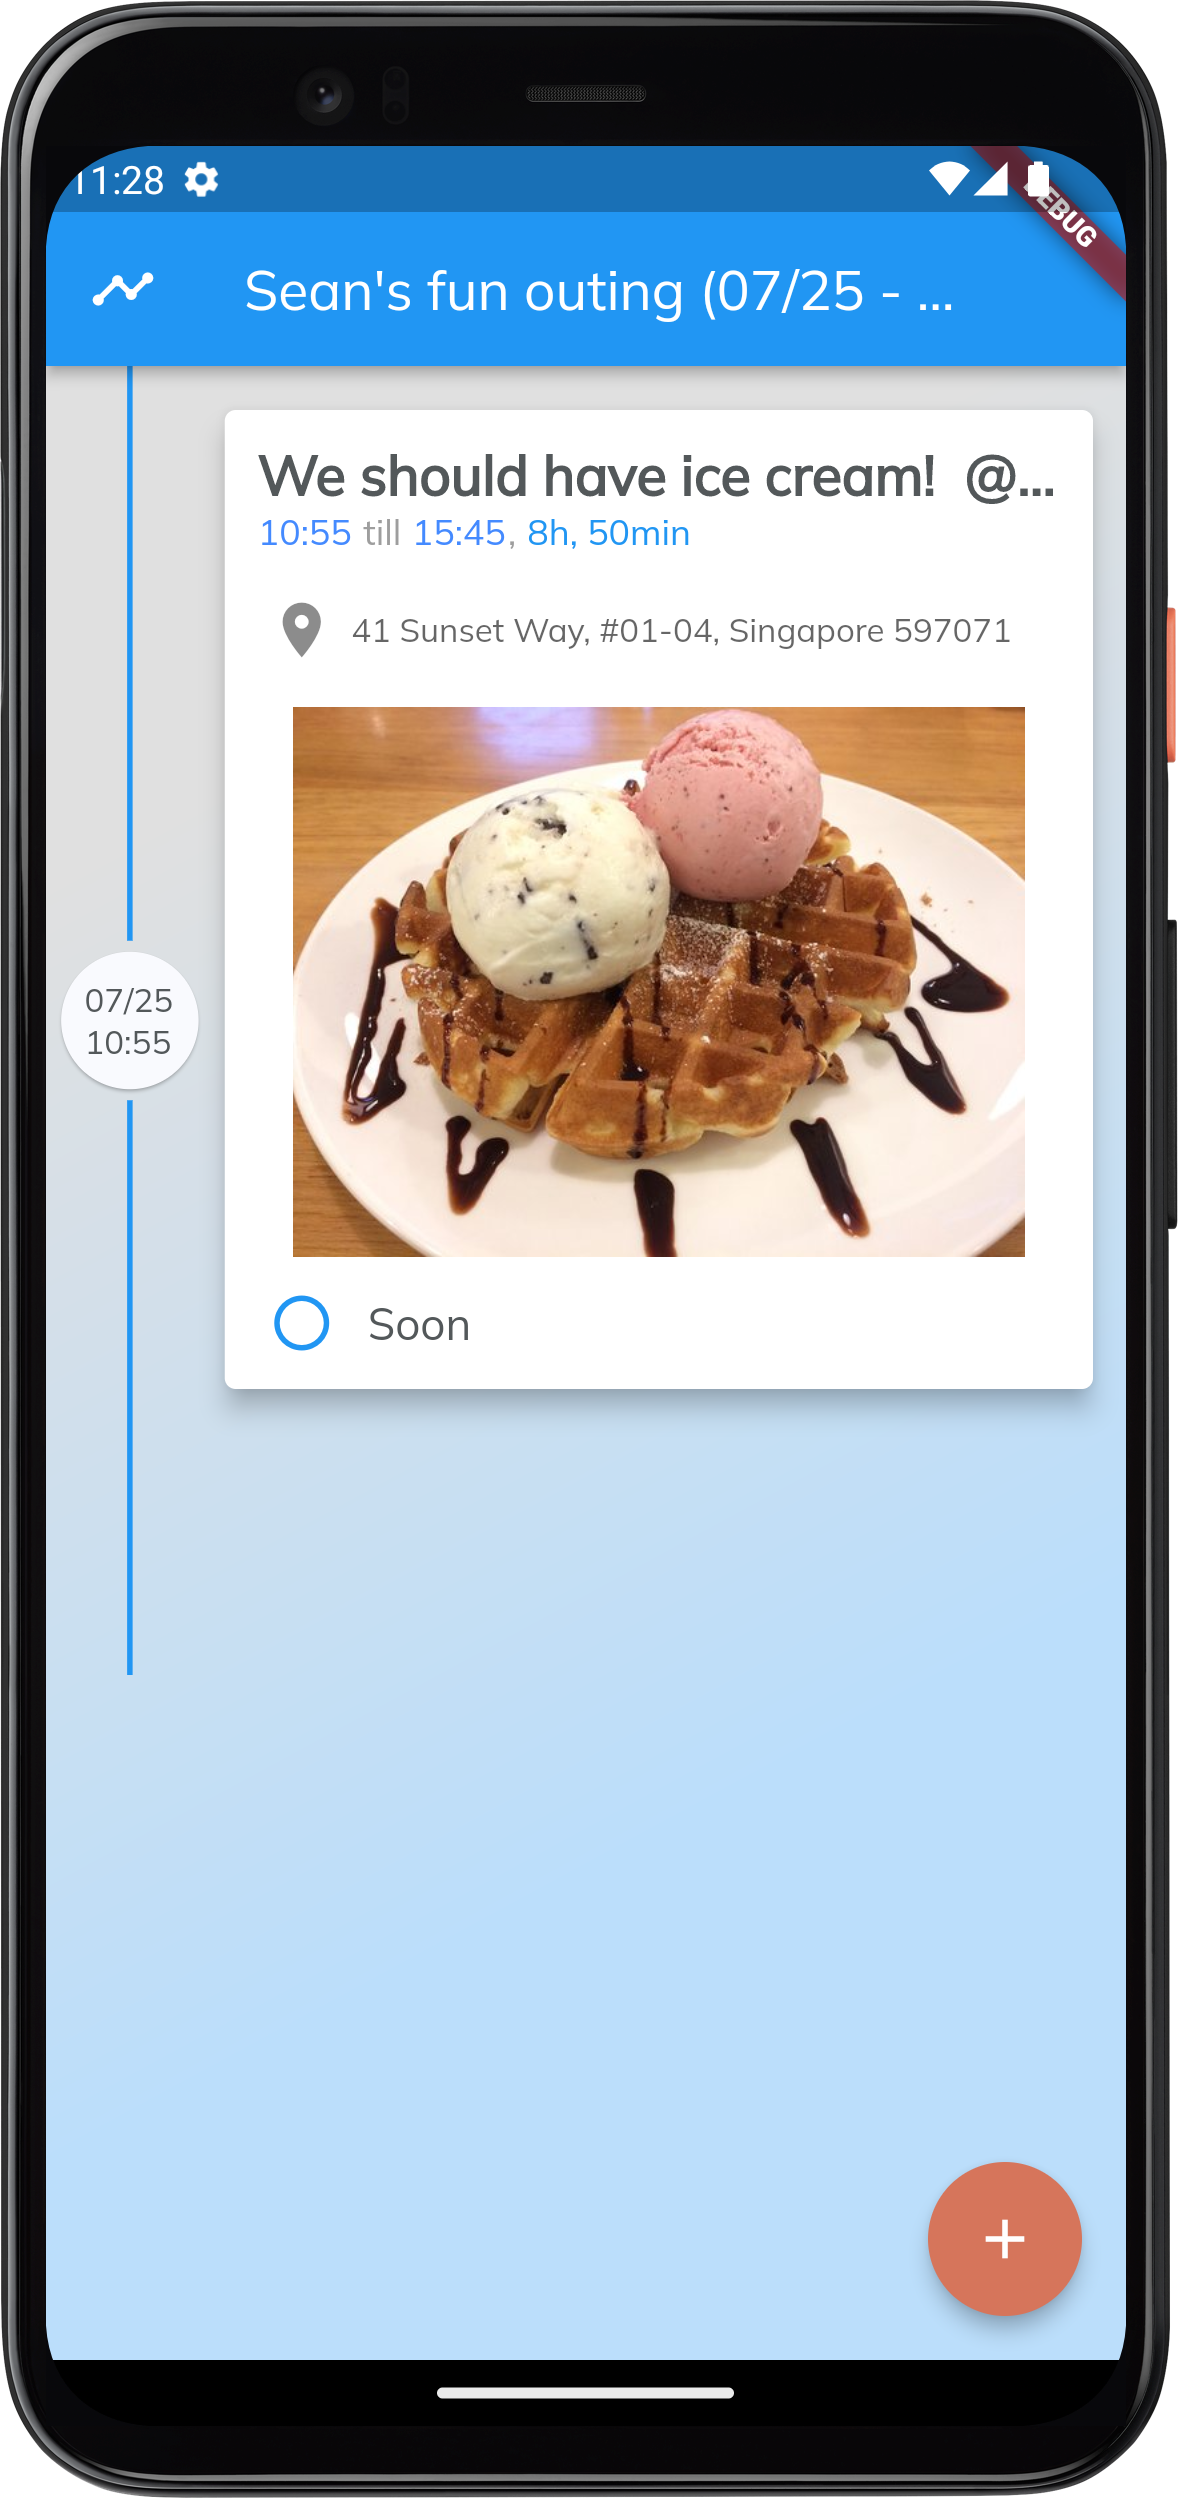 11:28
DEBUG
Sean's fun outing (07/25 - ...
We should have ice cream!  @...
10:55 till 15:45, 8h, 50min
41 Sunset Way, #01-04, Singapore 597071
07/25
10:55
Soon
+